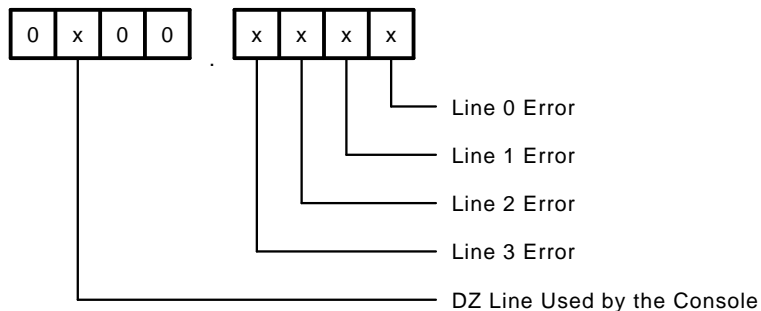 0 x 0 0 . x x x x
Line 0 Error
Line 1 Error
Line 2 Error
Line 3 Error
DZ Line Used by the Console